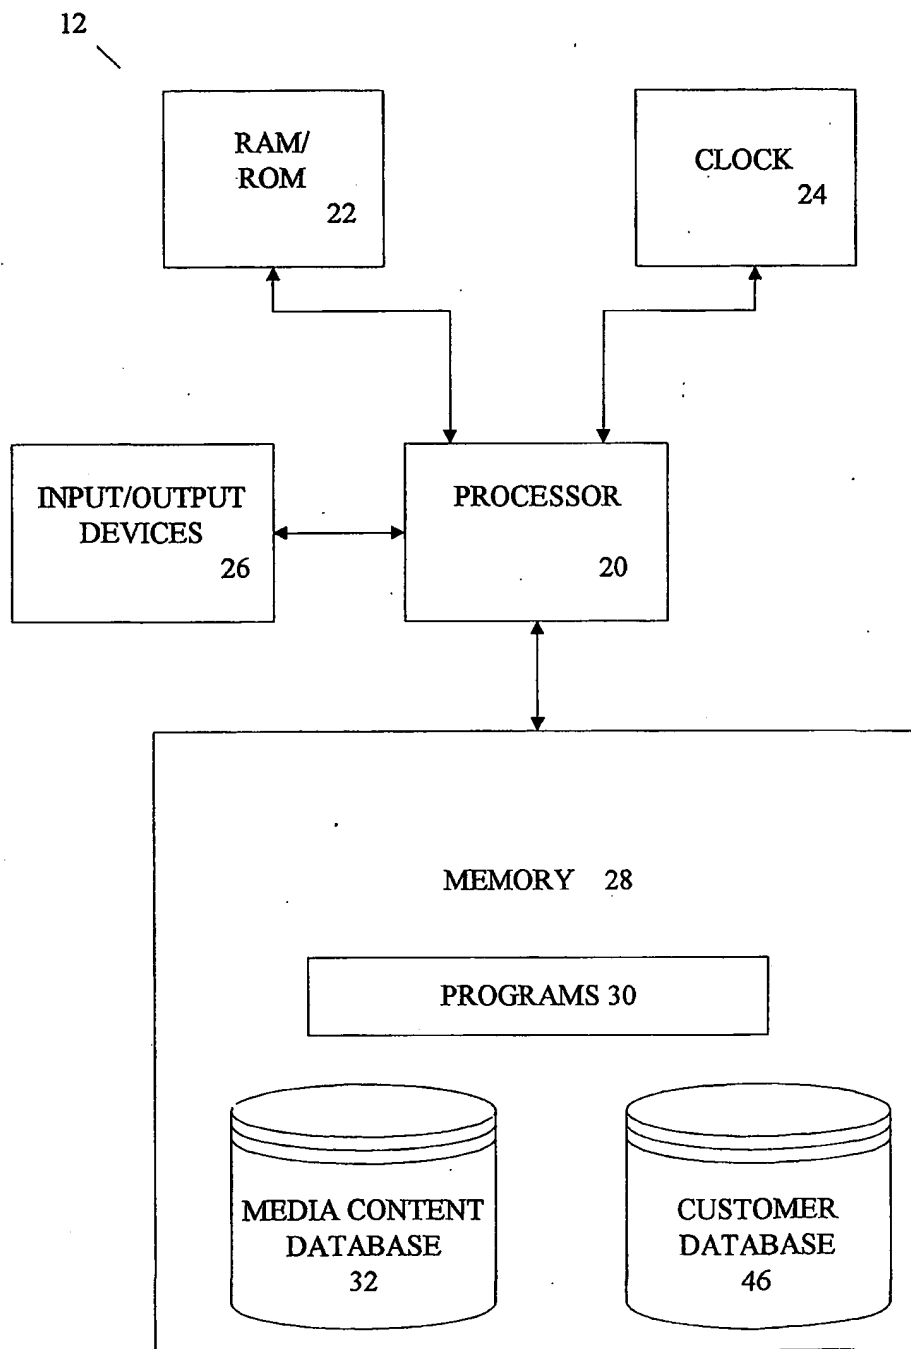 12
RAM/
ROM
22
CLOCK
24
INPUT/OUTPUT
DEVICES
26
PROCESSOR
20
MEMORY 28
PROGRAMS 30
MEDIA CONTENT
DATABASE
32
CUSTOMER
DATABASE
46